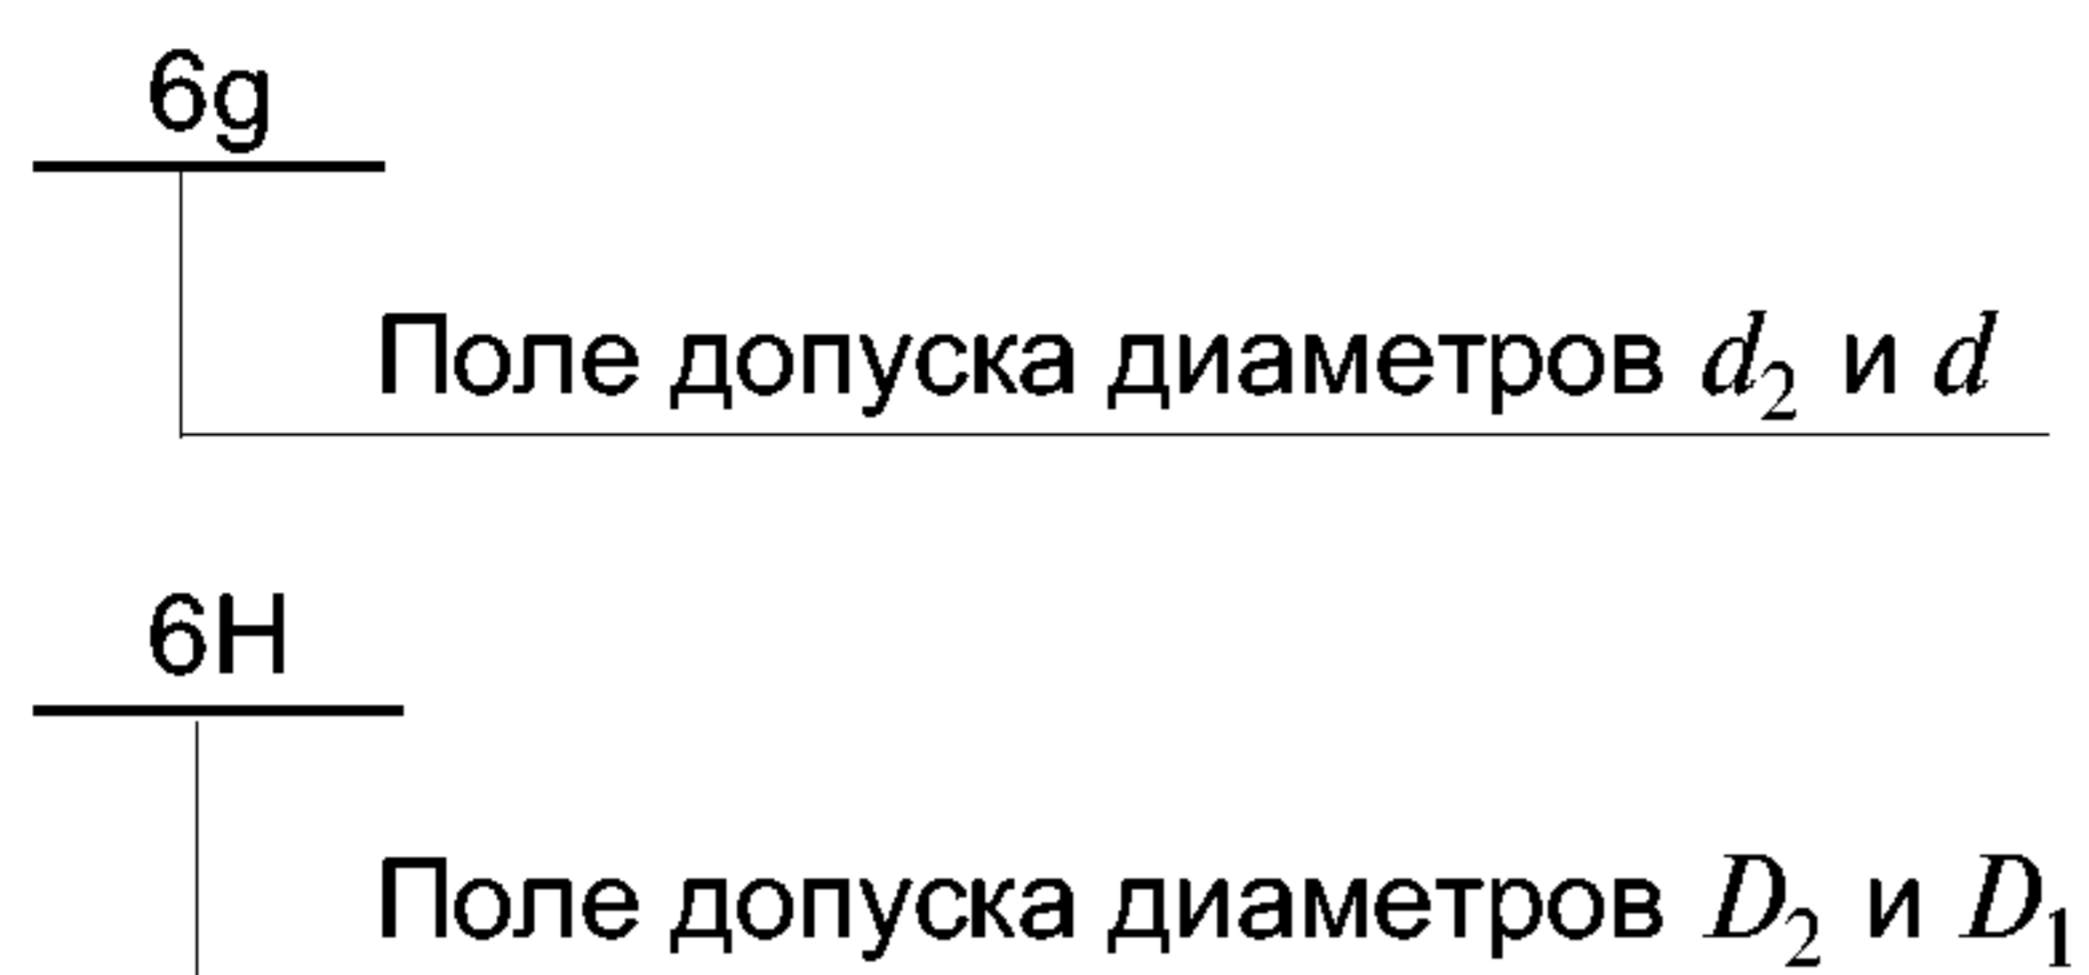 6g
Поле допуска диаметров d₂ и d
6H
Поле допуска диаметров D₂ и D₁